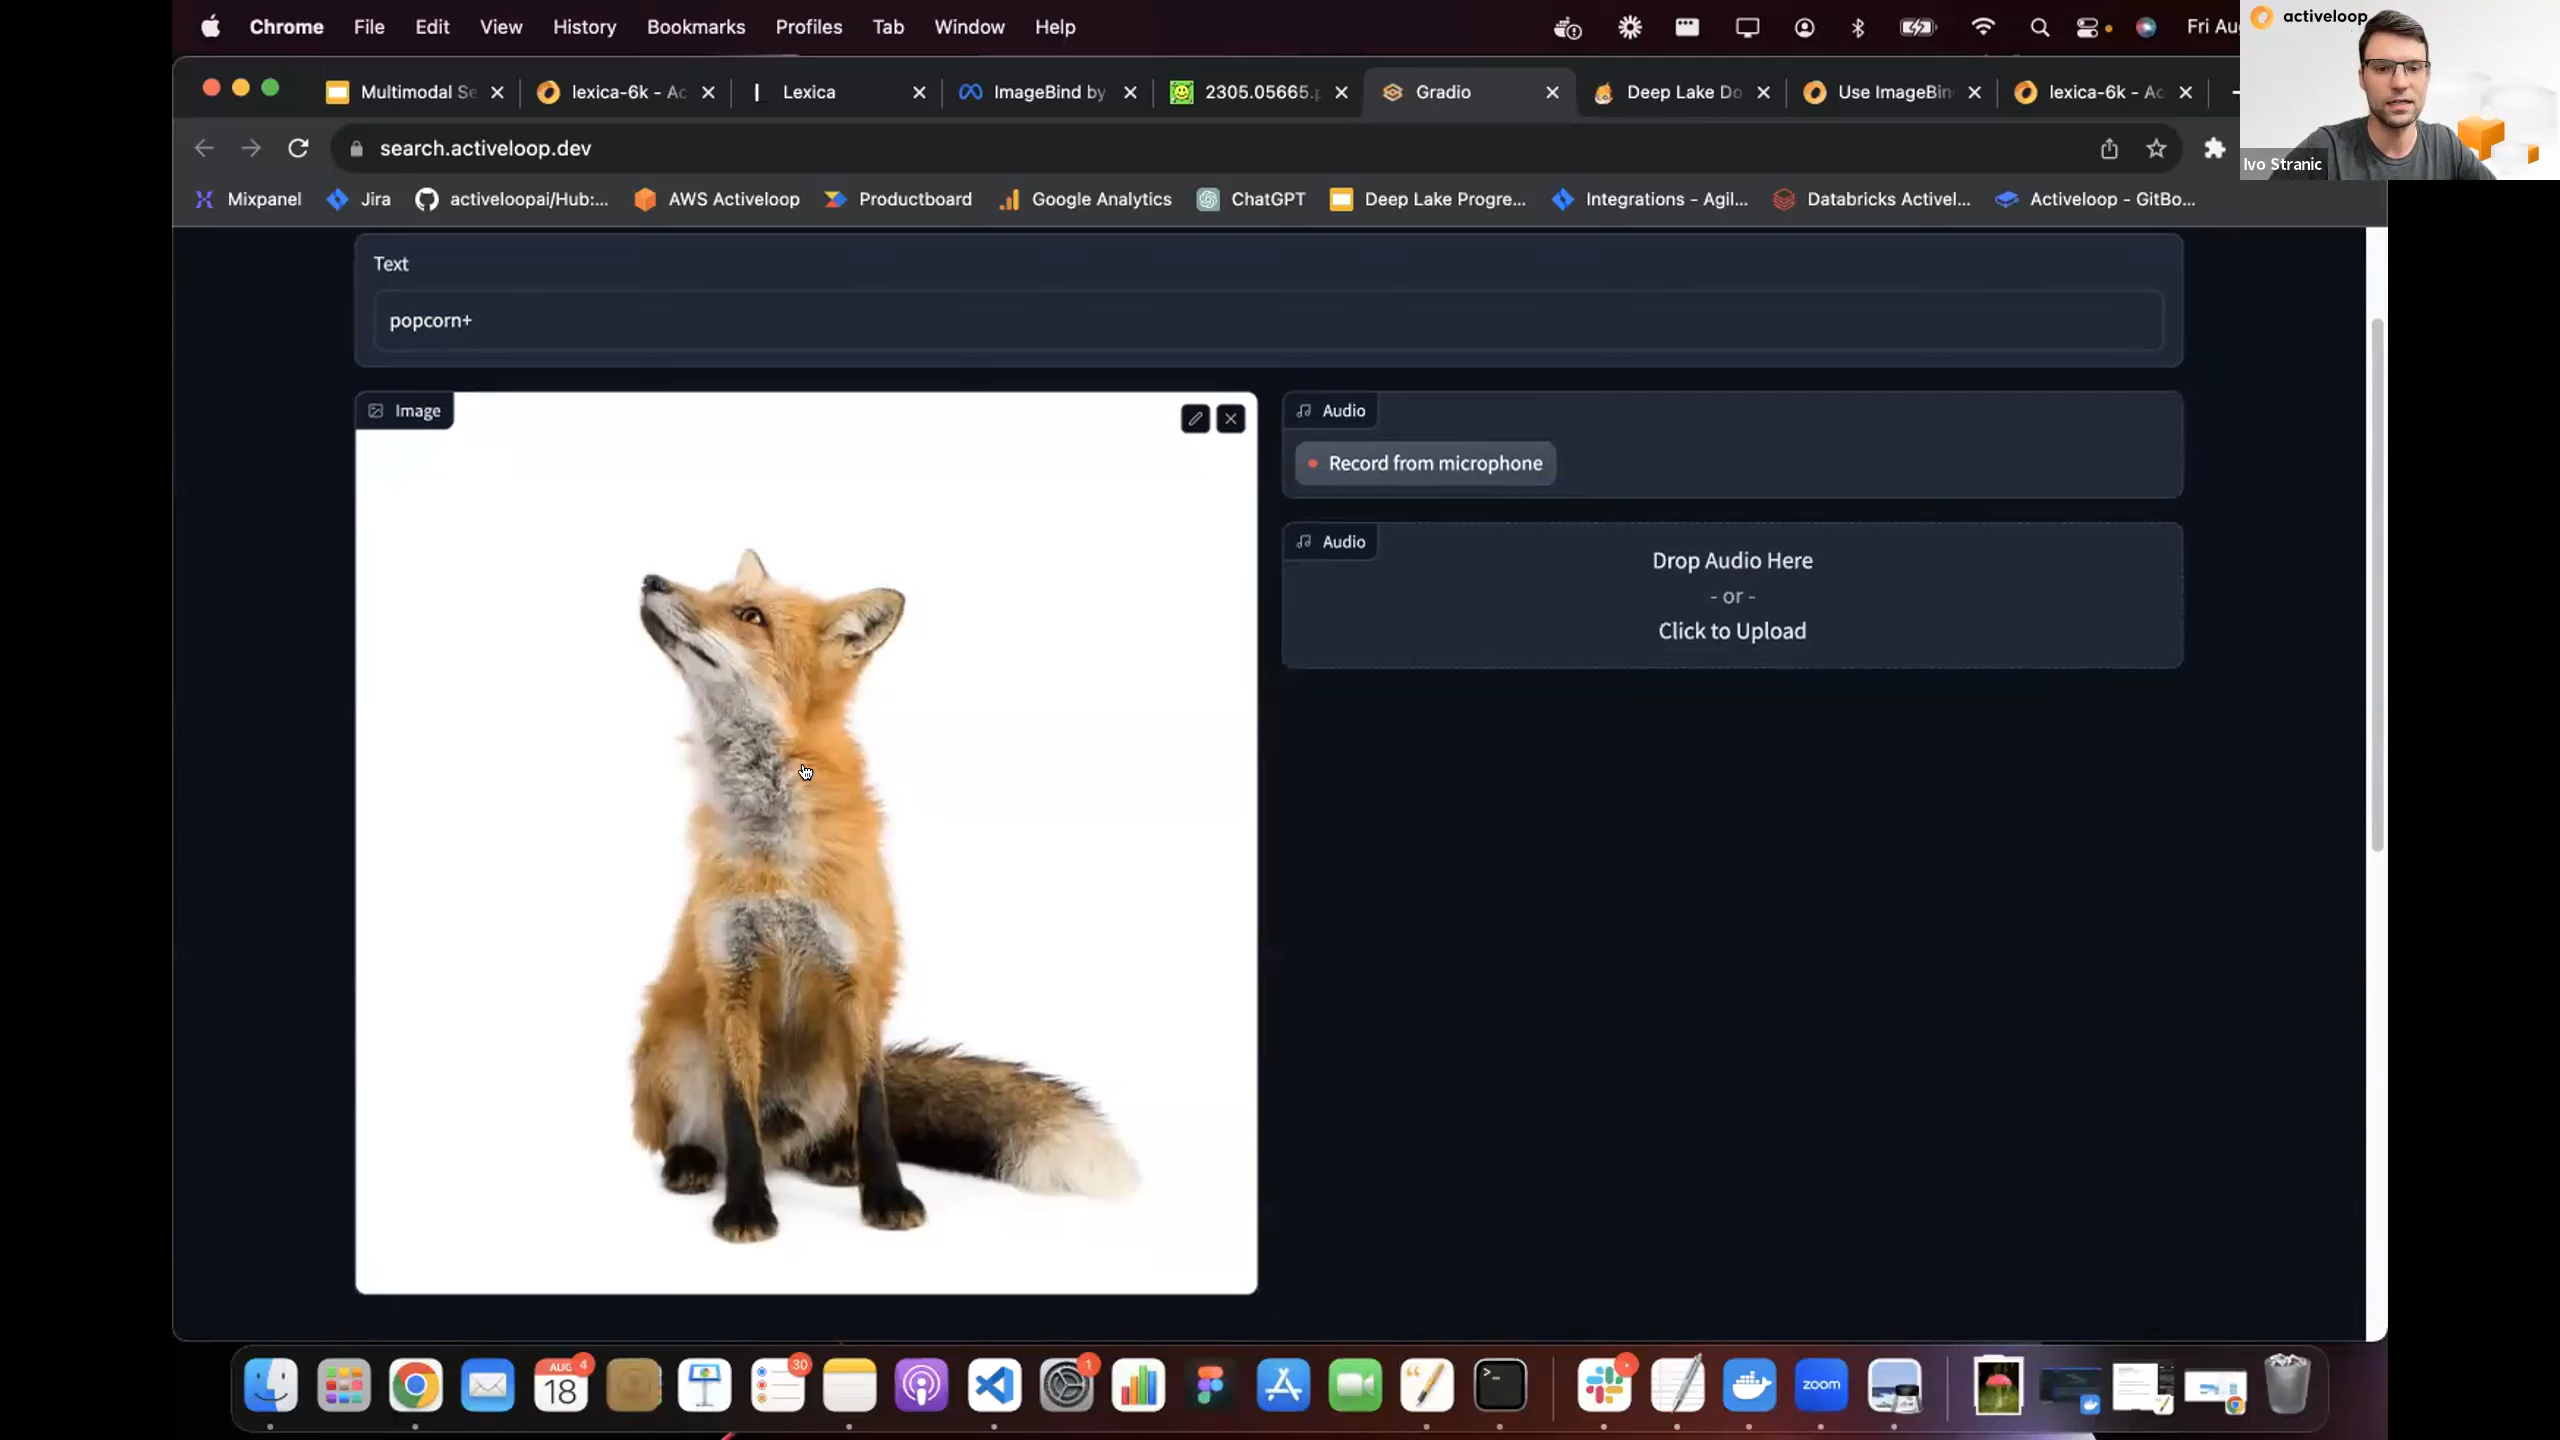 Chrome File Edit View History Bookmarks Profiles Tab Window Help Fri Au
activeloop
Multimodal Se lexica-6k - Ac Lexica ImageBind by 2305.05665.p Gradio Deep Lake Do Use ImageBin lexica-6k - Ac
search.activeloop.dev
Ivo Stranic
Mixpanel Jira activeloopai/Hub:... AWS Activeloop Productboard Google Analytics ChatGPT Deep Lake Progre... Integrations - Agil... Databricks Activel... Activeloop - GitBo...
Text
popcorn+
Image
Audio
Record from microphone
Audio
Drop Audio Here
- or -
Click to Upload
AUG 4 30 1
18
zoom